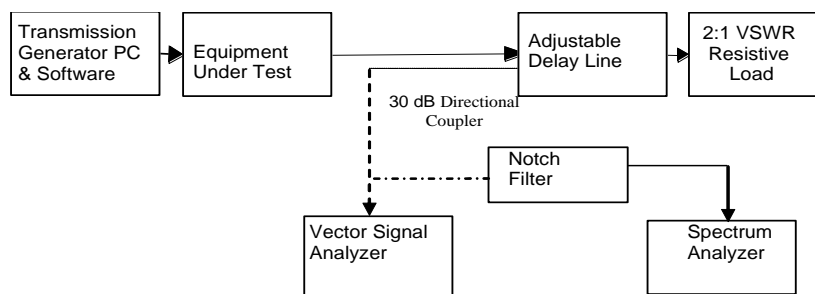 Transmission
Generator PC
& Software
Equipment
Under Test
Adjustable
Delay Line
2:1 VSWR
Resistive
Load
30 dB Directional
Coupler
Notch
Filter
Vector Signal
Analyzer
Spectrum
Analyzer